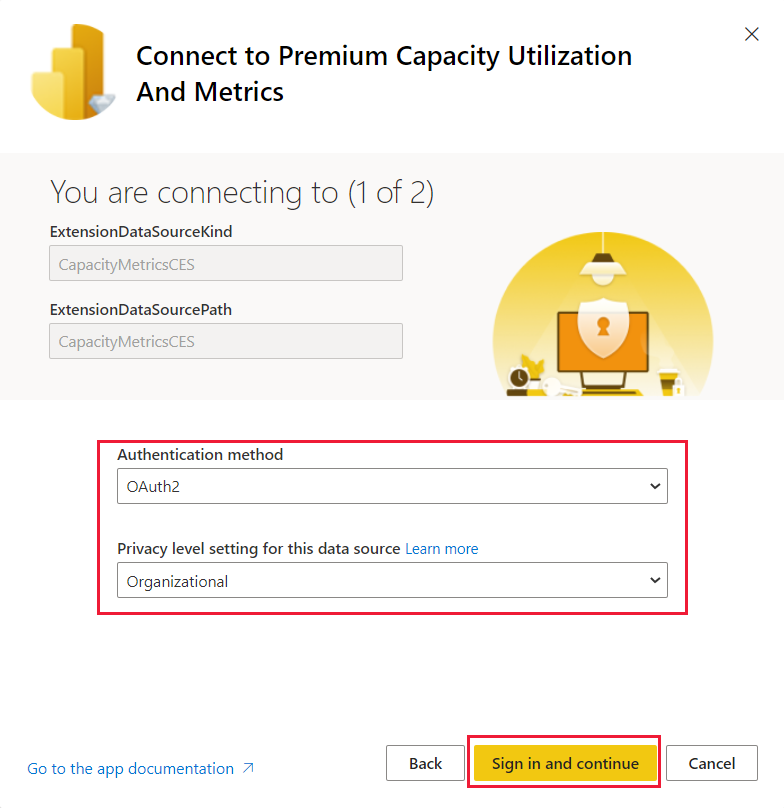 Connect to Premium Capacity Utilization
And Metrics
You are connecting to (1 of 2)
ExtensionDataSourceKind
CapacityMetricsCES
ExtensionDataSourcePath
CapacityMetricsCES
Authentication method
OAuth2
Privacy level setting for this data source Learn more
Organizational
Go to the app documentation
Back
Sign in and continue
Cancel